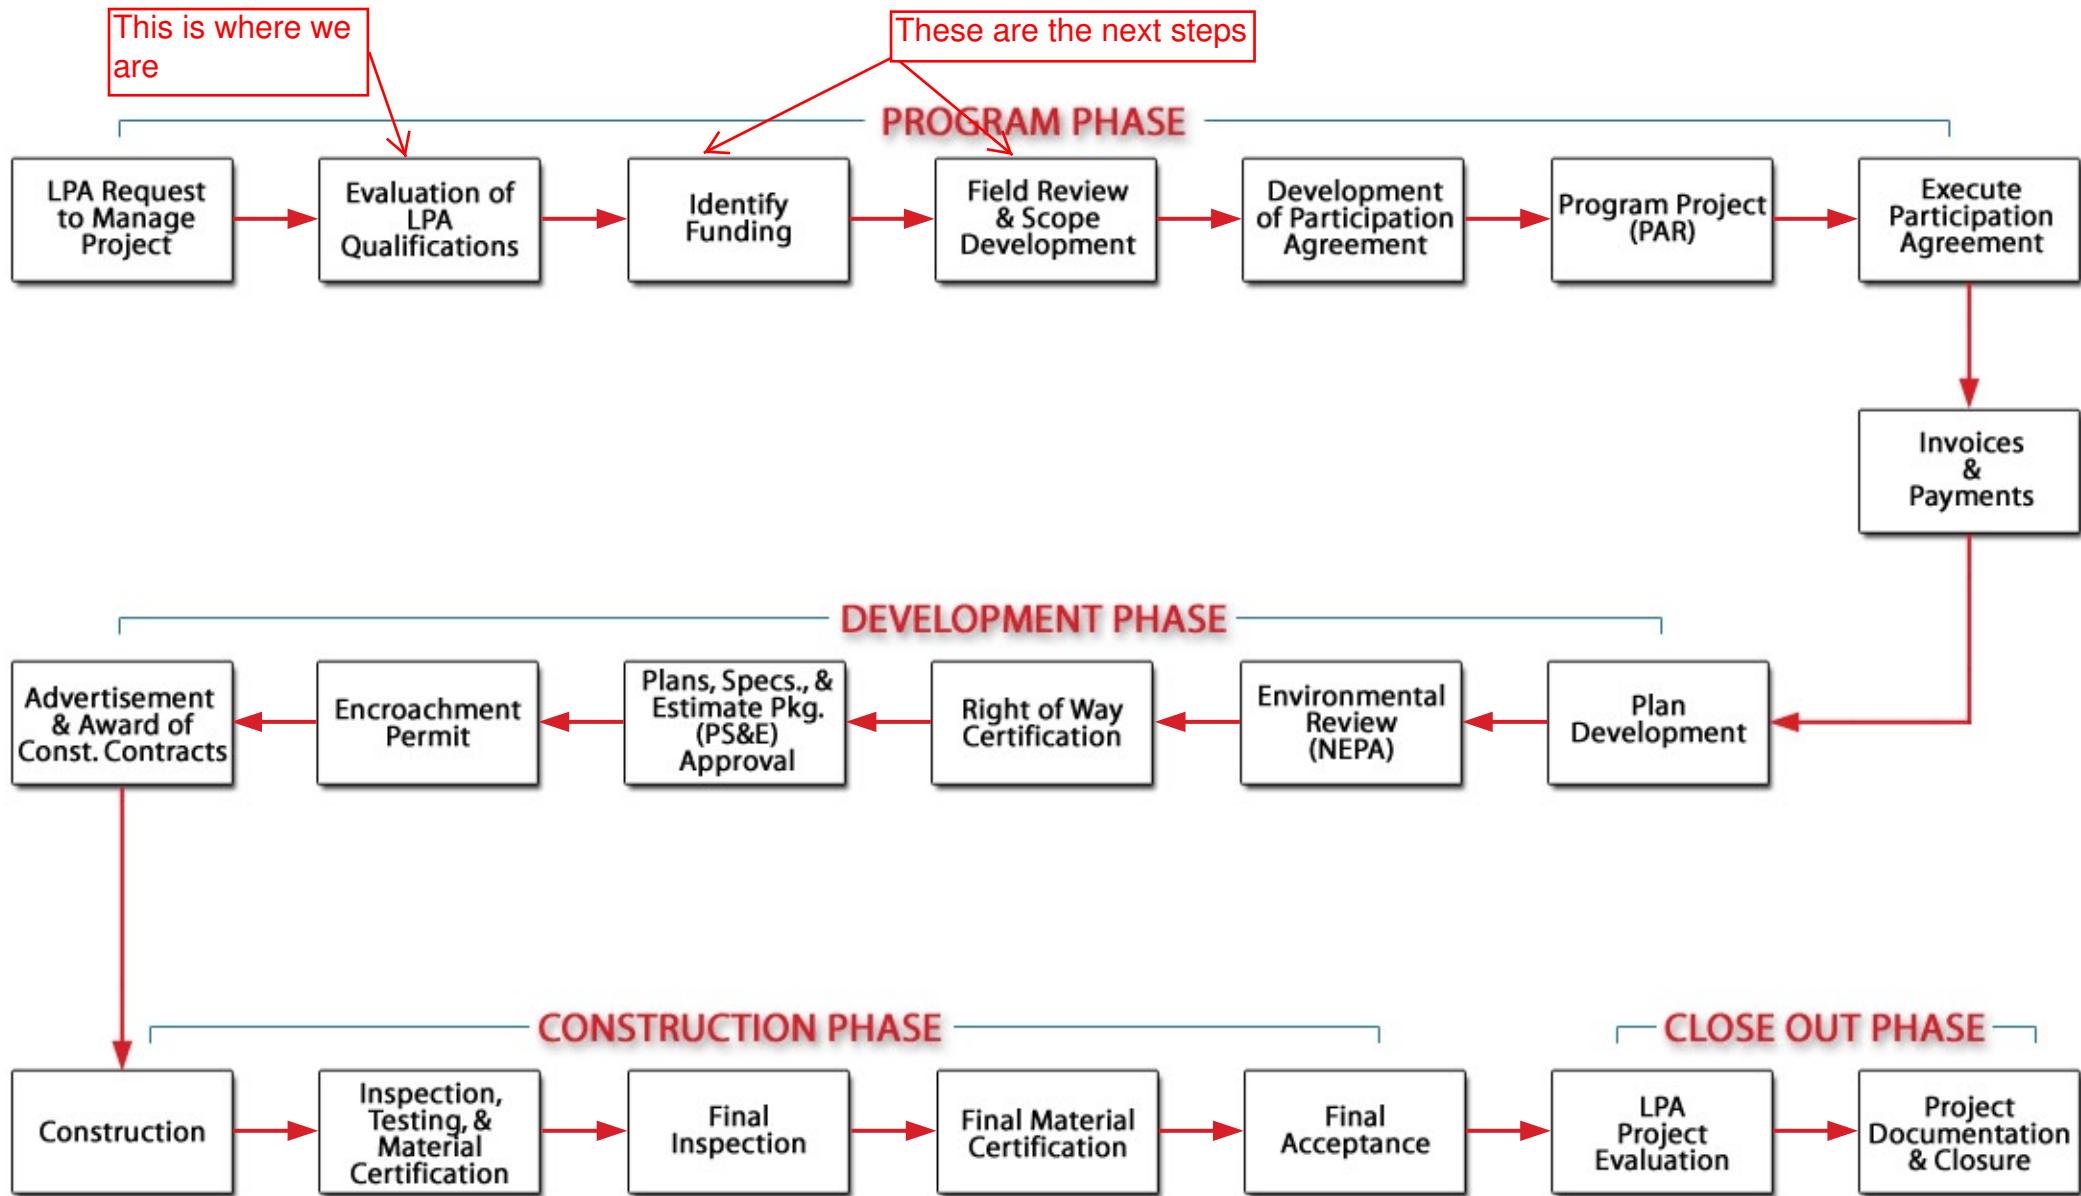 This is where we
are
These are the next steps
PROGRAM PHASE
LPA Request
to Manage
Project
Evaluation of
LPA
Qualifications
Identify
Funding
Field Review
& Scope
Development
Development
of Participation
Agreement
Program Project
(PAR)
Execute
Participation
Agreement
Invoices
&
Payments
DEVELOPMENT PHASE
Advertisement
& Award of
Const. Contracts
Encroachment
Permit
Plans, Specs., &
Estimate Pkg.
(PS&E)
Approval
Right of Way
Certification
Environmental
Review
(NEPA)
Plan
Development
CONSTRUCTION PHASE
CLOSE OUT PHASE
Construction
Inspection,
Testing, &
Material
Certification
Final
Inspection
Final Material
Certification
Final
Acceptance
LPA
Project
Evaluation
Project
Documentation
& Closure